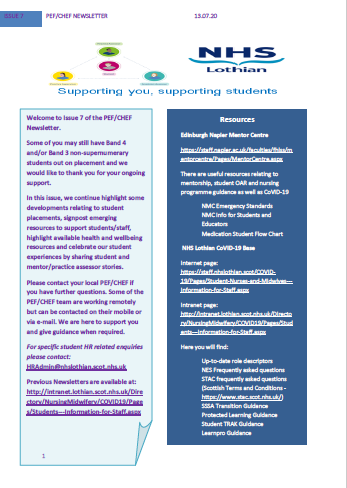 ISSUE 7 PEF/CHEF NEWSLETTER 13.07.20
NHS
Lothian
Supporting you, supporting students
Welcome to Issue 7 of the PEF/CHEF
Newsletter.
Some of you may still have Band 4
and/or Band 3 non-supernumerary
students out on placement and we
would like to thank you for your ongoing
support.
In this issue, we continue highlight some
developments relating to student
placements, signpost emerging
resources to support students/staff,
highlight available health and wellbeing
resources and celebrate our student
experiences by sharing student and
mentor/practice assessor stories.
Please contact your local PEF/CHEF if
you have further questions. Some of the
PEF/CHEF team are working remotely
but can be contacted on their mobile or
via e-mail. We are here to support you
and give guidance when required.
For specific student HR related enquiries
please contact:
HRAdmin@nhslothian.scot.nhs.uk
Previous Newsletters are available at:
http://intranet.lothian.scot.nhs.uk/Dire
ctory/NursingMidwifery/COVID19/Page
s/Students---Information-for-Staff.aspx
1
Resources
Edinburgh Napier Mentor Centre
https://staff.napier.ac.uk/faculties/fhlss/m
entorcentre/Pages/MentorCentre.aspx
There are useful resources relating to
mentorship, student OAR and nursing
programme guidance as well as CoViD-19
NMC Emergency Standards
NMC Info for Students and
Educators
Medication Student Flow Chart
NHS Lothian CoViD-19 Base
Internet page:
https://staff.nhslothian.scot/COVID-
19/Pages/Student-Nurses-and-Midwives---
Information-for-Staff.aspx
Intranet page:
http://intranet.lothian.scot.nhs.uk/Directo
ry/NursingMidwifery/COVID19/Pages/Stud
ents---Information-for-Staff.aspx
Here you will find:
Up-to-date role descriptors
NES Frequently asked questions
STAC frequently asked questions
(Scottish Terms and Conditions -
https://www.stac.scot.nhs.uk/)
SSSA Transition Guidance
Protected Learning Guidance
Student TRAK Guidance
Learnpro Guidance